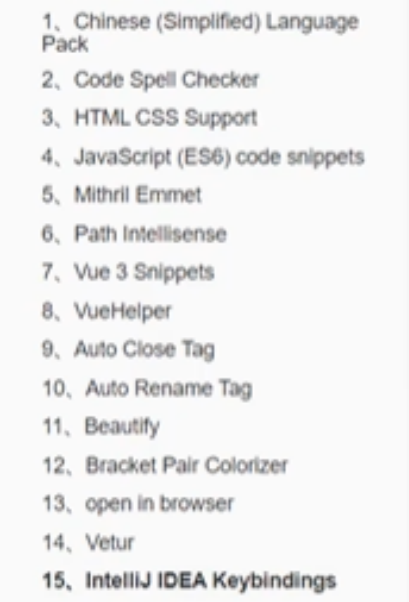 1、Chinese (Simplified) Language
Pack
2、Code Spell Checker
3、HTML CSS Support
4、JavaScript (ES6) code snippets
5、Mithril Emmet
6、Path Intellisense
7、Vue 3 Snippets
8、VueHelper
9、Auto Close Tag
10、Auto Rename Tag
11、Beautify
12、Bracket Pair Colorizer
13、open in browser
14、Vetur
15、IntelliJ IDEA Keybindings